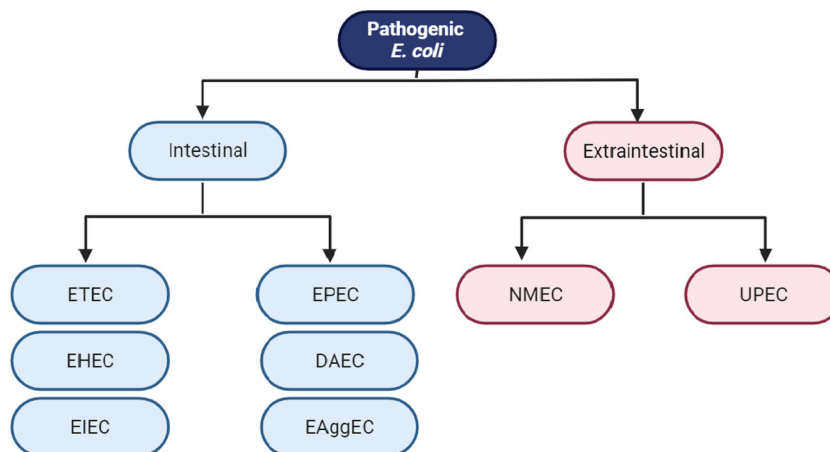 Pathogenic
E. coli
Intestinal
Extraintestinal
ETEC
EPEC
NMEC
UPEC
EHEC
DAEC
EIEC
EAggEC